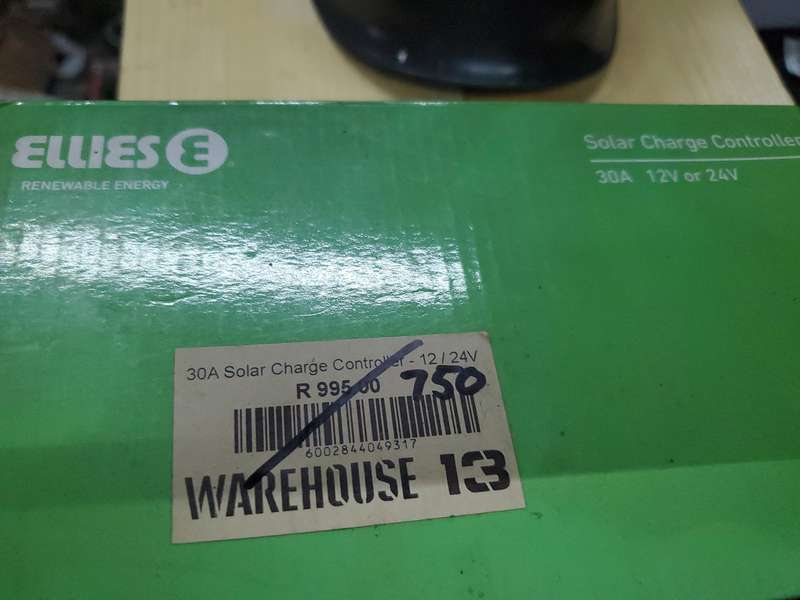 ELLIES E
RENEWABLE ENERGY
Solar Charge Controller
30A 12V or 24V
30A Solar Charge Controller - 12 / 24V
R 995.00 750
6002844049317
WAREHOUSE 13